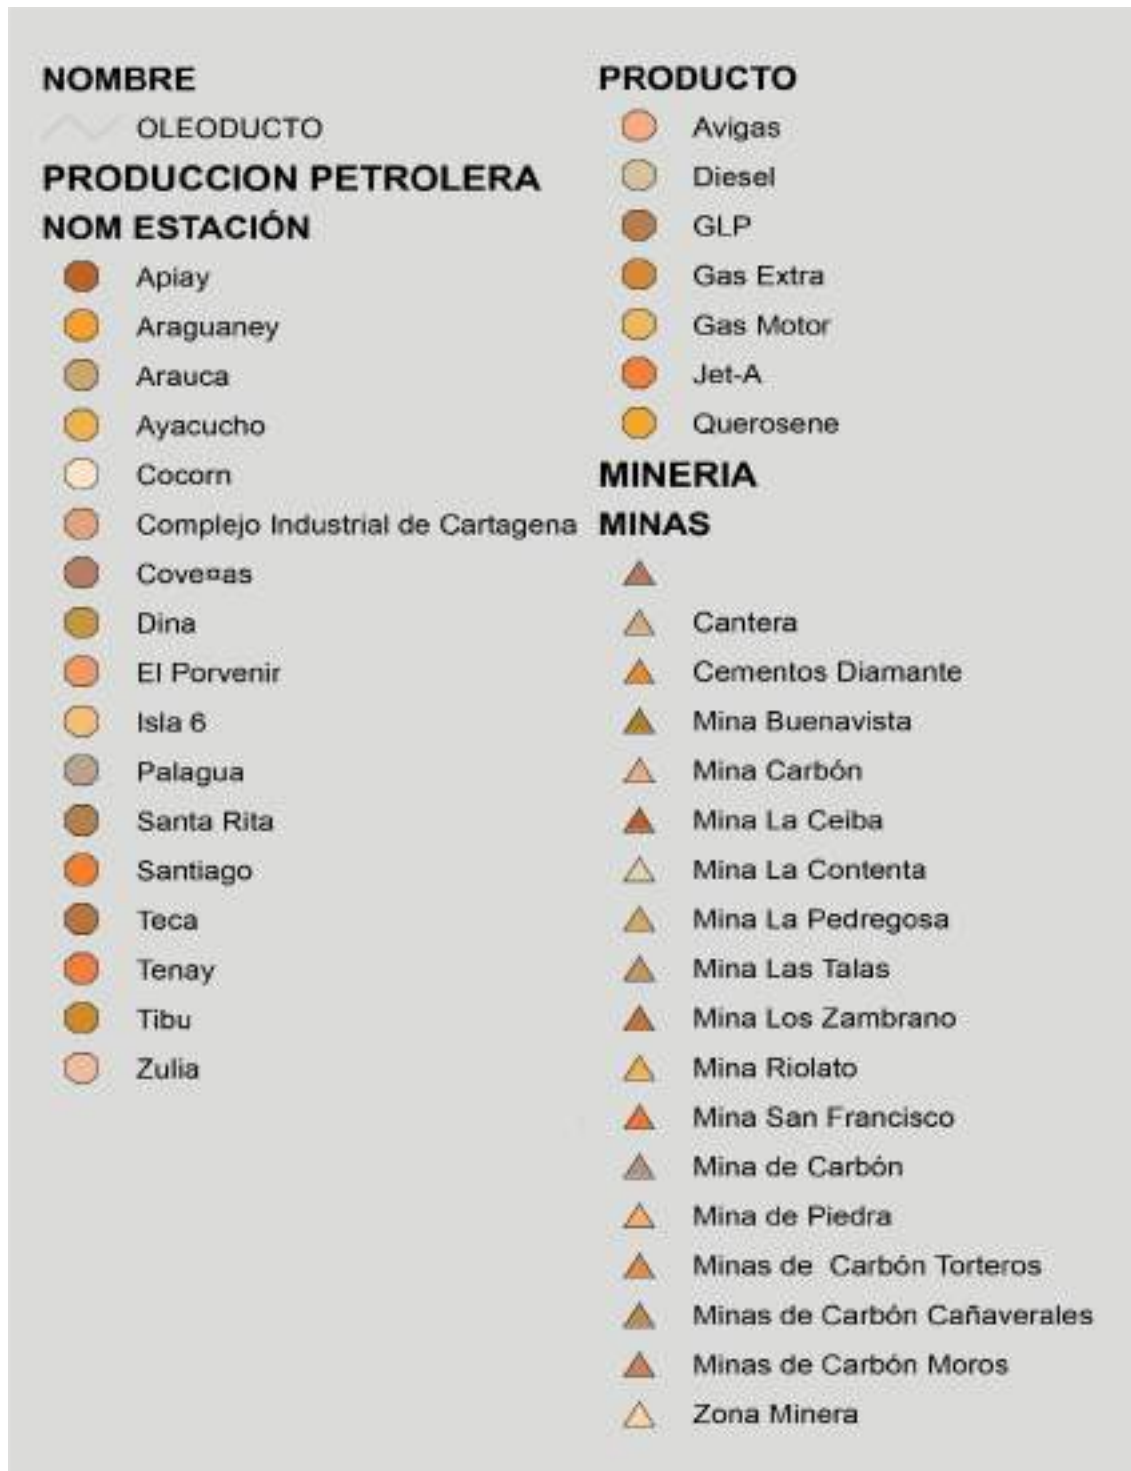 NOMBRE
OLEODUCTO
PRODUCCION PETROLERA
NOM ESTACIÓN
Apiay
Araguaney
Arauca
Ayacucho
Cocorn
Complejo Industrial de Cartagena
Cove¤as
Dina
El Porvenir
Isla 6
Palagua
Santa Rita
Santiago
Teca
Tenay
Tibu
Zulia
PRODUCTO
Avigas
Diesel
GLP
Gas Extra
Gas Motor
Jet-A
Querosene
MINERIA
MINAS
Cantera
Cementos Diamante
Mina Buenavista
Mina Carbón
Mina La Ceiba
Mina La Contenta
Mina La Pedregosa
Mina Las Talas
Mina Los Zambrano
Mina Riolato
Mina San Francisco
Mina de Carbón
Mina de Piedra
Minas de  Carbón Torteros
Minas de Carbón Cañaverales
Minas de Carbón Moros
Zona Minera